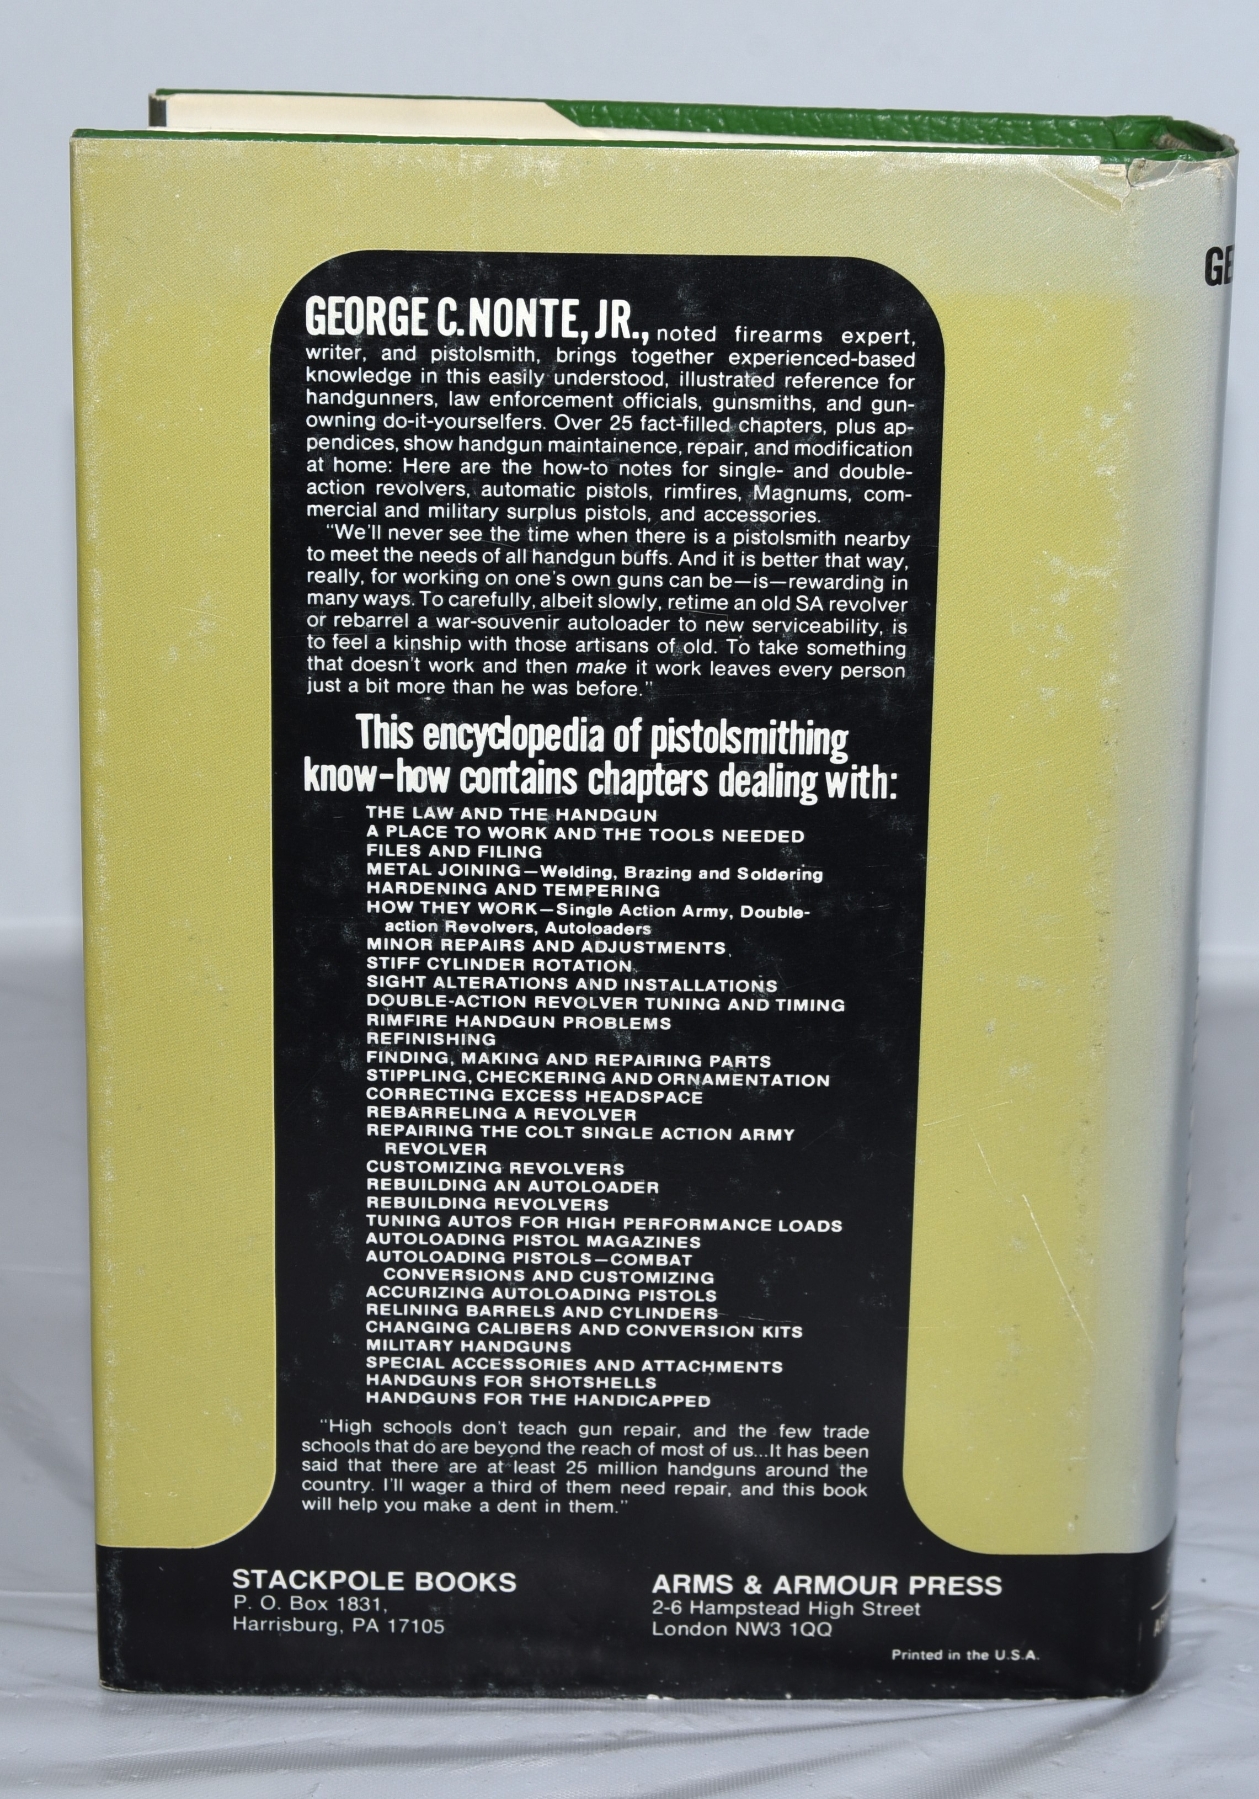 GEORGE C. NONTE, JR., noted firearms expert,
writer, and pistolsmith, brings together experienced-based
knowledge in this easily understood, illustrated reference for
handgunners, law enforcement officials, gunsmiths, and gun-
owning do-it-yourselfers. Over 25 fact-filled chapters, plus ap-
pendices, show handgun maintainence, repair, and modification
at home: Here are the how-to notes for single- and double-
action revolvers, automatic pistols, rimfires, Magnums, com-
mercial and military surplus pistols, and accessories.
"We'll never see the time when there is a pistolsmith nearby
to meet the needs of all handgun buffs. And it is better that way,
really, for working on one's own guns can be—is—rewarding in
many ways. To carefully, albeit slowly, retime an old SA revolver
or rebarrel a war-souvenir autoloader to new serviceability, is
to feel a kinship with those artisans of old. To take something
that doesn't work and then make it work leaves every person
just a bit more than he was before."
This encyclopedia of pistolsmithing
know-how contains chapters dealing with:
THE LAW AND THE HANDGUN
A PLACE TO WORK AND THE TOOLS NEEDED
FILES AND FILING
METAL JOINING—Welding, Brazing and Soldering
HARDENING AND TEMPERING
HOW THEY WORK—Single Action Army, Double-
action Revolvers, Autoloaders
MINOR REPAIRS AND ADJUSTMENTS
STIFF CYLINDER ROTATION
SIGHT ALTERATIONS AND INSTALLATIONS
DOUBLE-ACTION REVOLVER TUNING AND TIMING
RIMFIRE HANDGUN PROBLEMS
REFINISHING
FINDING, MAKING AND REPAIRING PARTS
STIPPLING, CHECKERING AND ORNAMENTATION
CORRECTING EXCESS HEADSPACE
REBARRELING A REVOLVER
REPAIRING THE COLT SINGLE ACTION ARMY
REVOLVER
CUSTOMIZING REVOLVERS
REBUILDING AN AUTOLOADER
REBUILDING REVOLVERS
TUNING AUTOS FOR HIGH PERFORMANCE LOADS
AUTOLOADING PISTOL MAGAZINES
AUTOLOADING PISTOLS—COMBAT
CONVERSIONS AND CUSTOMIZING
ACCURIZING AUTOLOADING PISTOLS
RELINING BARRELS AND CYLINDERS
CHANGING CALIBERS AND CONVERSION KITS
MILITARY HANDGUNS
SPECIAL ACCESSORIES AND ATTACHMENTS
HANDGUNS FOR SHOTSHELLS
HANDGUNS FOR THE HANDICAPPED
"High schools don't teach gun repair, and the few trade
schools that do are beyond the reach of most of us...It has been
said that there are at least 25 million handguns around the
country. I'll wager a third of them need repair, and this book
will help you make a dent in them."
STACKPOLE BOOKS
P. O. Box 1831,
Harrisburg, PA 17105
ARMS & ARMOUR PRESS
2-6 Hampstead High Street
London NW3 1QQ
Printed in the U.S.A.
GE